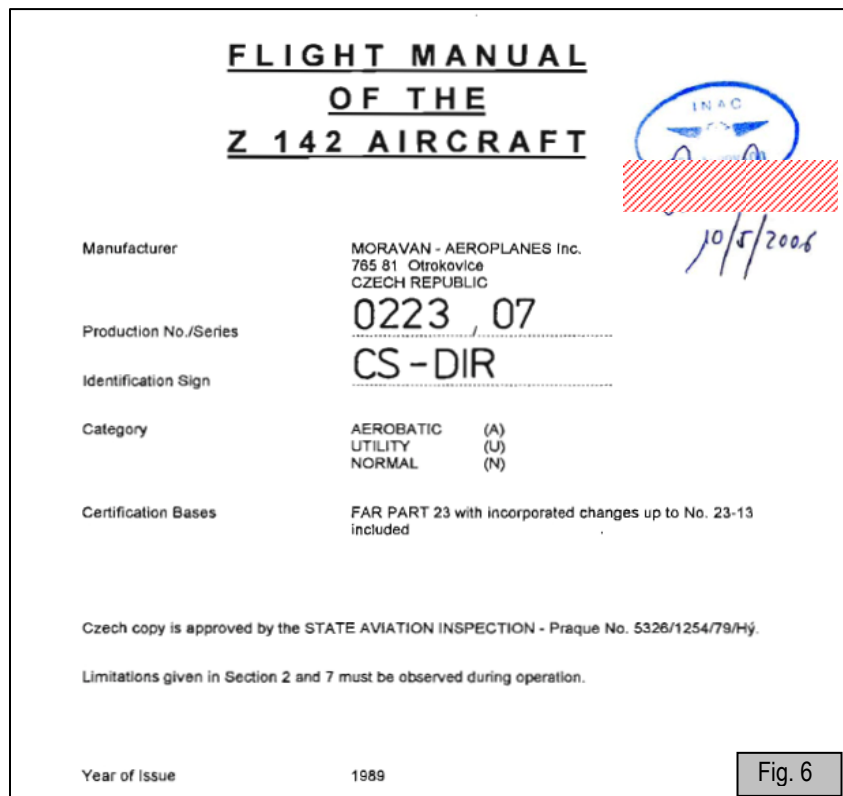 FLIGHT MANUAL
OF THE
Z 142 AIRCRAFT
INAC
10/5/2006
Manufacturer
MORAVAN - AEROPLANES Inc.
765 81 Otrokovice
CZECH REPUBLIC
Production No./Series
0223 , 07
Identification Sign
CS-DIR
Category
AEROBATIC (A)
UTILITY (U)
NORMAL (N)
Certification Bases
FAR PART 23 with incorporated changes up to No. 23-13
included
Czech copy is approved by the STATE AVIATION INSPECTION - Praque No. 5326/1254/79/Hý.
Limitations given in Section 2 and 7 must be observed during operation.
Year of Issue 1989
Fig. 6